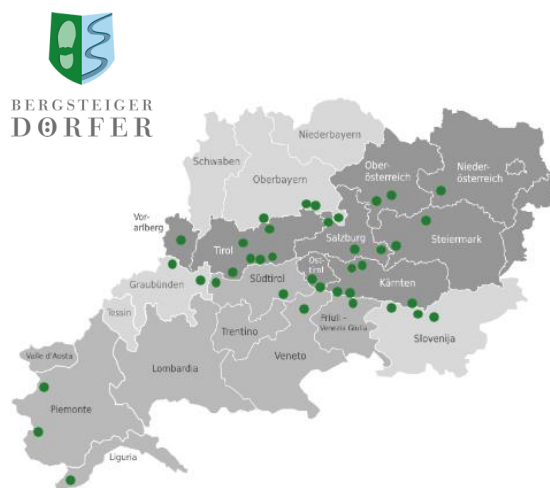 BERGSTEIGER
DÖRFER
Niederbayern
Schwaben
Oberbayern
Ober-
österreich
Nieder-
österreich
Vor-
arlberg
Tirol
Salzburg
Steiermark
Ost-
tirol
Kärnten
Graubünden
Südtirol
Tessin
Trentino
Friuli -
Venezia Giulia
Slovenija
Valle d'Aosta
Lombardia
Veneto
Piemonte
Liguria